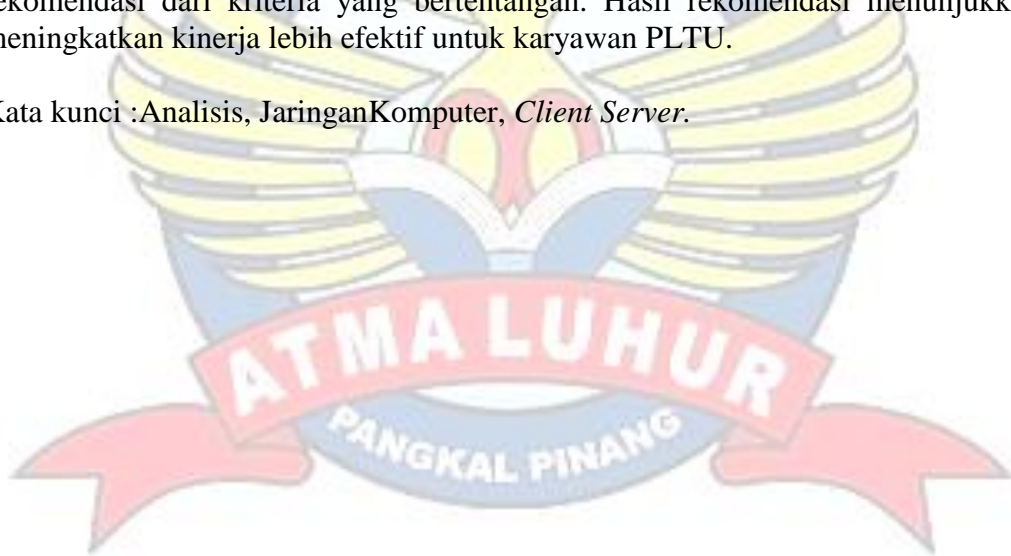 rekomendasi dari kriteria yang bertentangan. Hasil rekomendasi menunjukk
meningkatkan kinerja lebih efektif untuk karyawan PLTU.
Kata kunci :Analisis, JaringanKomputer, Client Server.
ATMA LUHUR
PANGKAL PINANG